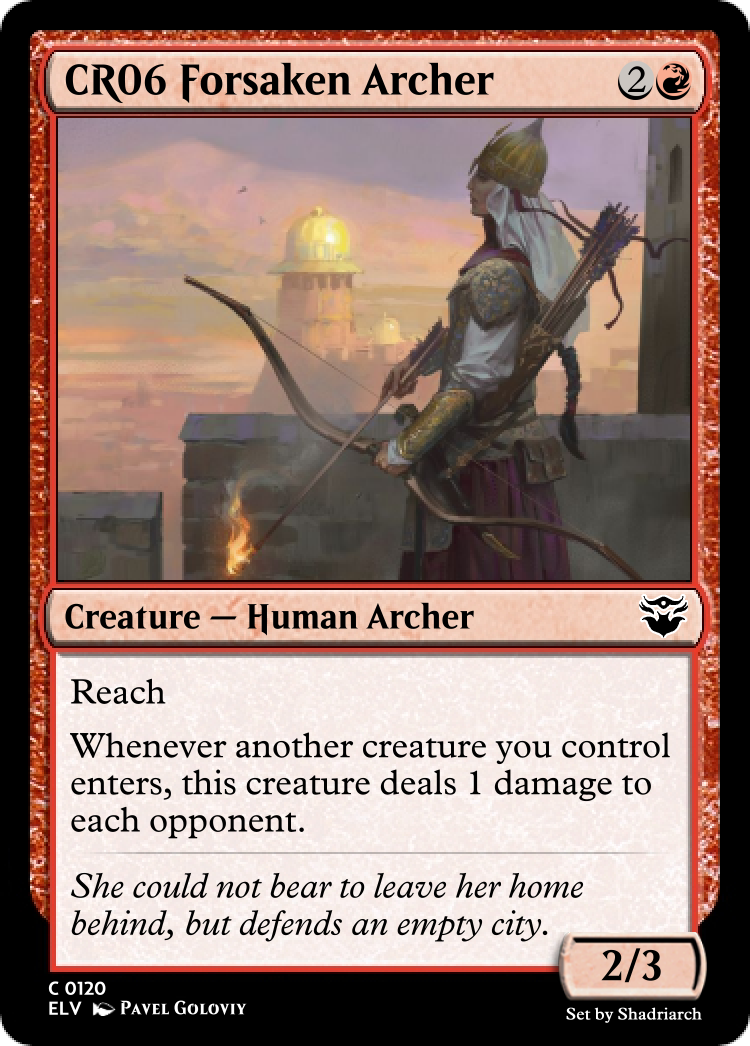 CR06 Forsaken Archer 2
Creature — Human Archer
Reach
Whenever another creature you control
enters, this creature deals 1 damage to
each opponent.
She could not bear to leave her home
behind, but defends an empty city.
2/3
C 0120
ELV Pavel Goloviy
Set by Shadriarch